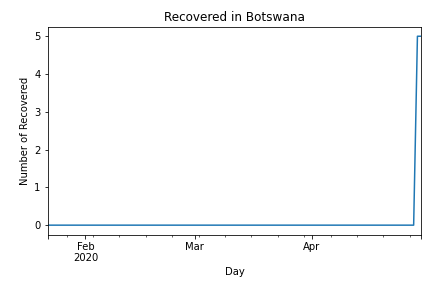 Recovered in Botswana
Number of Recovered
5
4
3
2
1
0
Feb
2020
Mar
Apr
Day